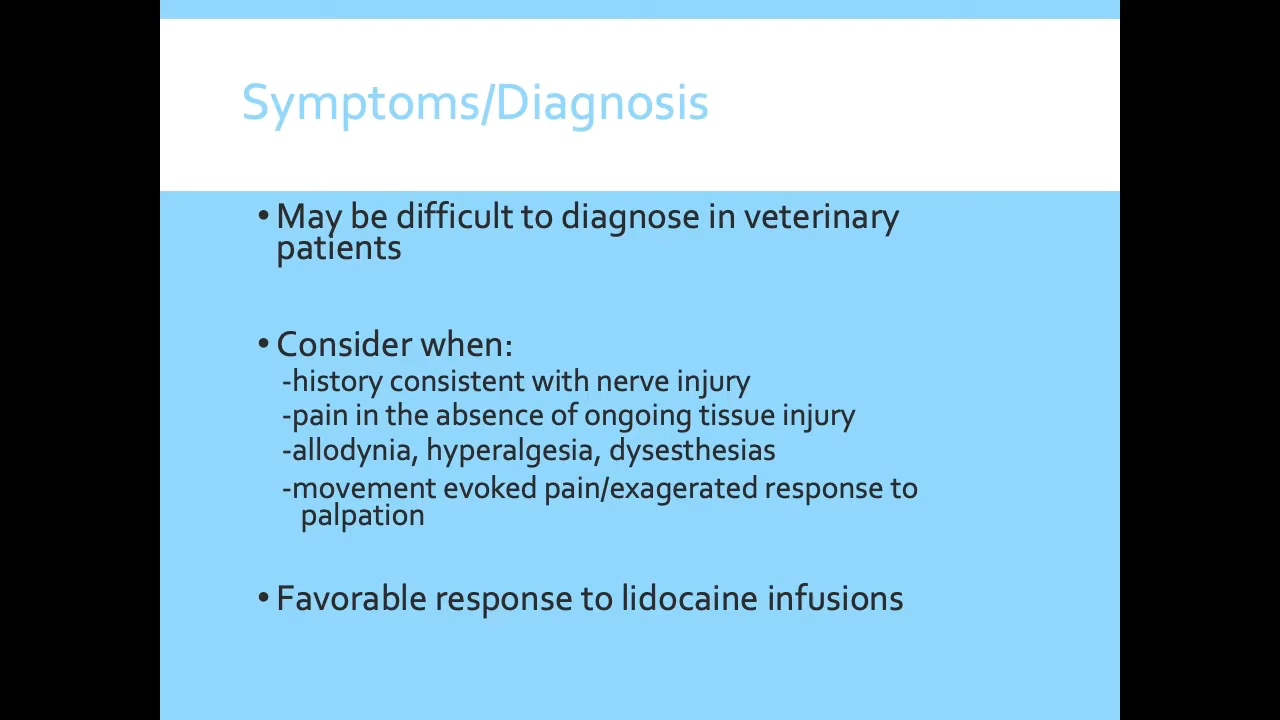 Symptoms/Diagnosis
• May be difficult to diagnose in veterinary
patients
• Consider when:
-history consistent with nerve injury
-pain in the absence of ongoing tissue injury
-allodynia, hyperalgesia, dysesthesias
-movement evoked pain/exagerated response to
palpation
• Favorable response to lidocaine infusions